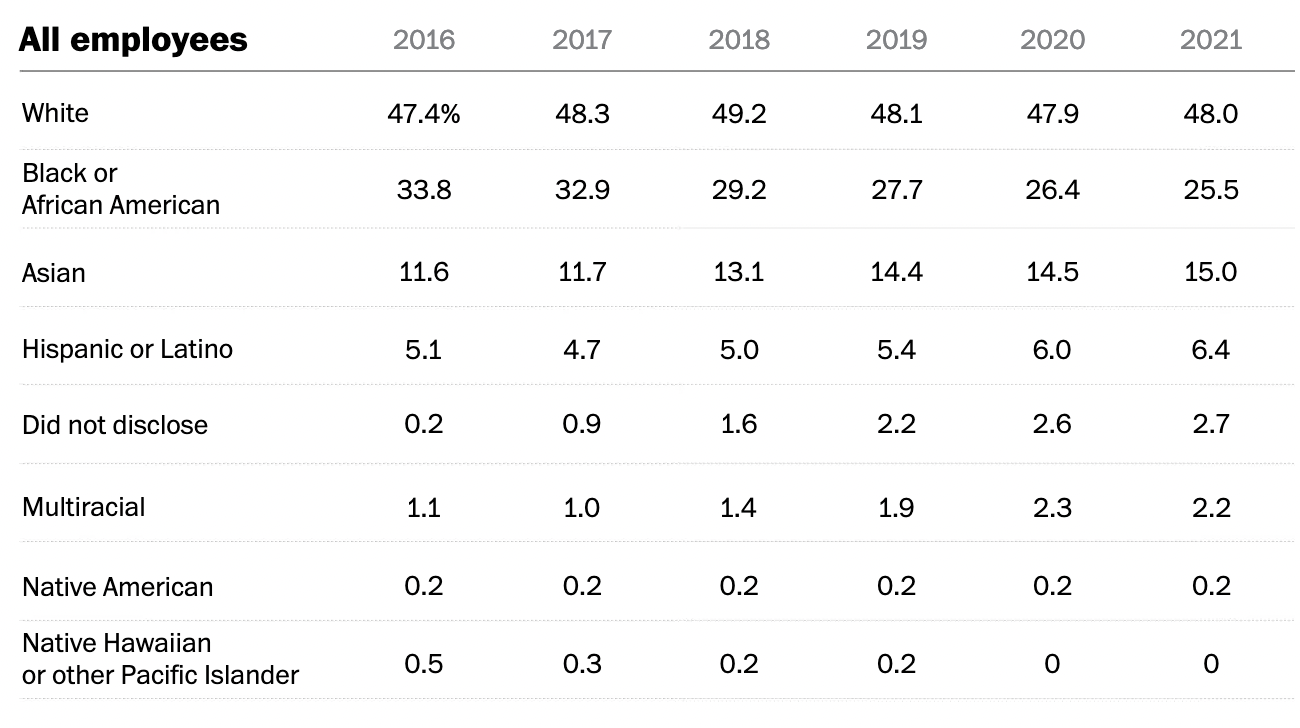 All employees 2016 2017 2018 2019 2020 2021
White 47.4% 48.3 49.2 48.1 47.9 48.0
Black or
African American 33.8 32.9 29.2 27.7 26.4 25.5
Asian 11.6 11.7 13.1 14.4 14.5 15.0
Hispanic or Latino 5.1 4.7 5.0 5.4 6.0 6.4
Did not disclose 0.2 0.9 1.6 2.2 2.6 2.7
Multiracial 1.1 1.0 1.4 1.9 2.3 2.2
Native American 0.2 0.2 0.2 0.2 0.2 0.2
Native Hawaiian
or other Pacific Islander 0.5 0.3 0.2 0.2 0 0